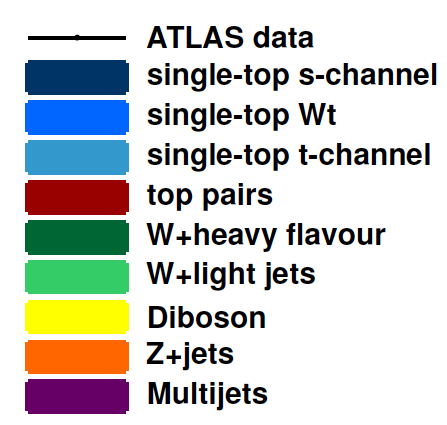 ATLAS data
single-top s-channel
single-top Wt
single-top t-channel
top pairs
W+heavy flavour
W+light jets
Diboson
Z+jets
Multijets